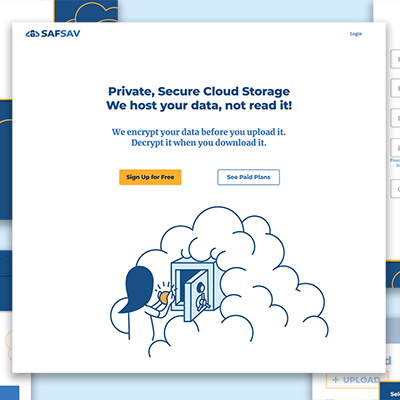 SAFSAV
Login
Private, Secure Cloud Storage
We host your data, not read it!
We encrypt your data before you upload it.
Decrypt it when you download it.
Sign Up for Free
See Paid Plans
+ UPLOAD